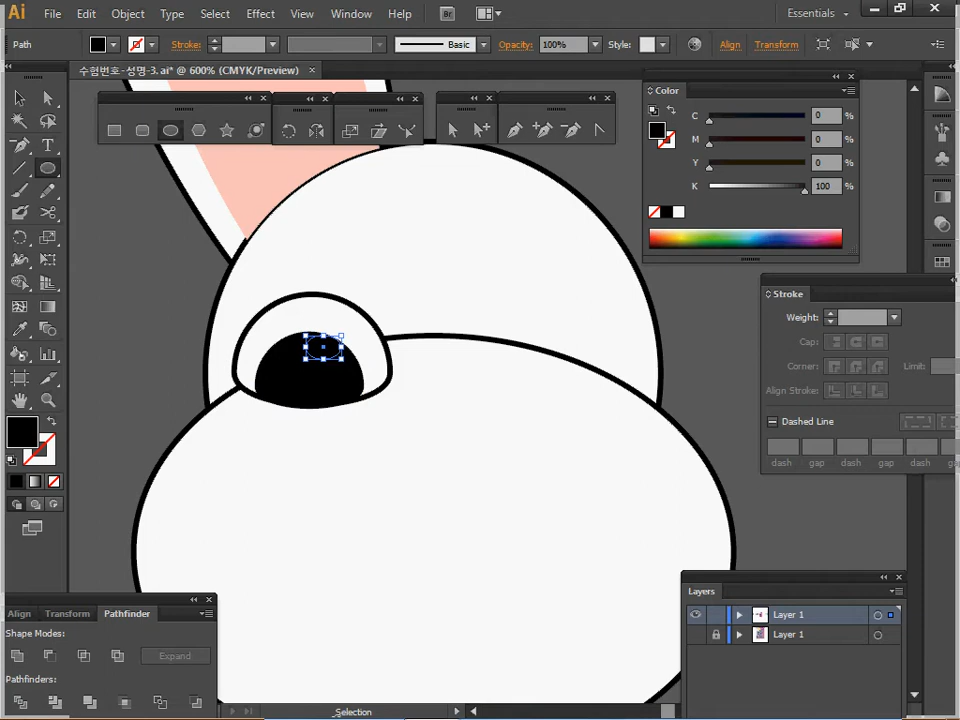 Ai File Edit Object Type Select Effect View Window Help Br Essentials
Path Stroke: Basic Opacity: 100% Style: Align Transform
수험번호-성명-3.ai* @ 600% (CMYK/Preview)
Color
C 0 %
M 0 %
Y 0 %
K 100 %
Stroke
Weight:
Cap:
Corner: Limit:
Align Stroke:
Dashed Line
dash gap dash gap dash gap
Layers
Layer 1
Layer 1
Align Transform Pathfinder
Shape Modes:
Expand
Pathfinders:
Selection